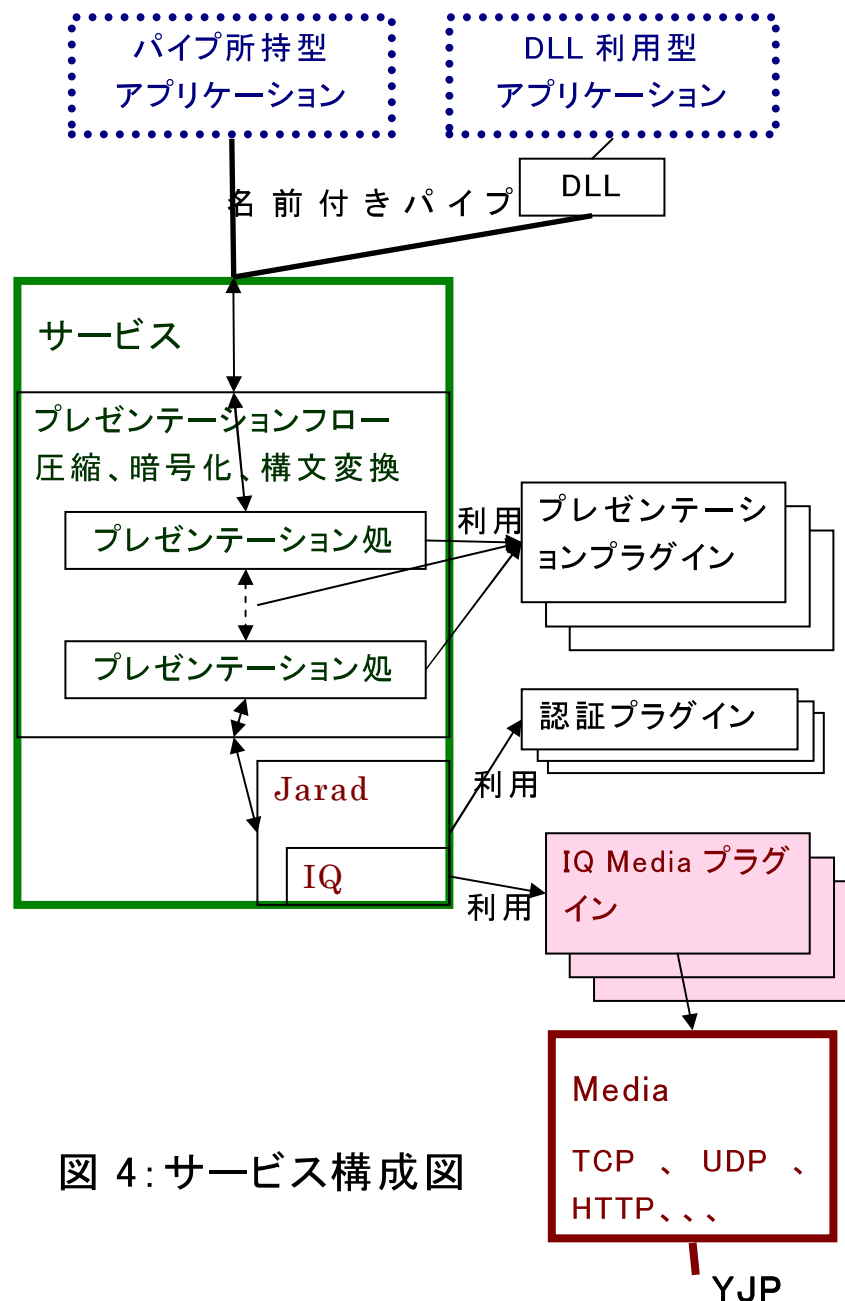 パイプ所持型
アプリケーション
DLL 利用型
アプリケーション
DLL
名前付きパイプ
サービス
プレゼンテーションフロー
圧縮、暗号化、構文変換
プレゼンテーション処
利用
プレゼンテーシ
ョンプラグイン
プレゼンテーション処
認証プラグイン
利用
Jarad
IQ
IQ Media プラグ
イン
利用
Media
TCP 、 UDP 、
HTTP、、、
図 4:サービス構成図
YJP